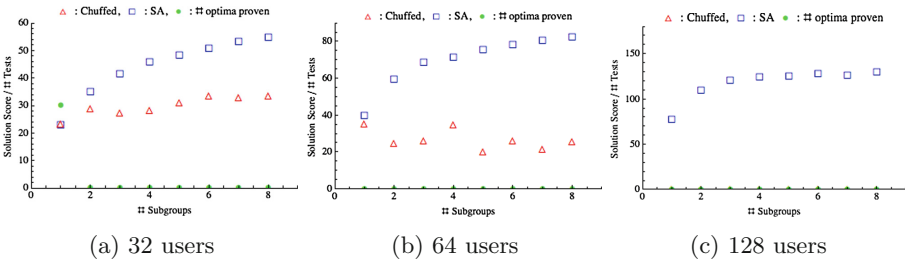 △ : Chuffed, □ : SA, ● : # optima proven
60
50
40
30
20
10
0
Solution Score / # Tests
0 2 4 6 8
# Subgroups
(a) 32 users
△ : Chuffed, □ : SA, ● : # optima proven
80
60
40
20
0
Solution Score / # Tests
0 2 4 6 8
# Subgroups
(b) 64 users
△ : Chuffed, □ : SA, ● : # optima proven
150
100
50
0
Solution Score / # Tests
0 2 4 6 8
# Subgroups
(c) 128 users